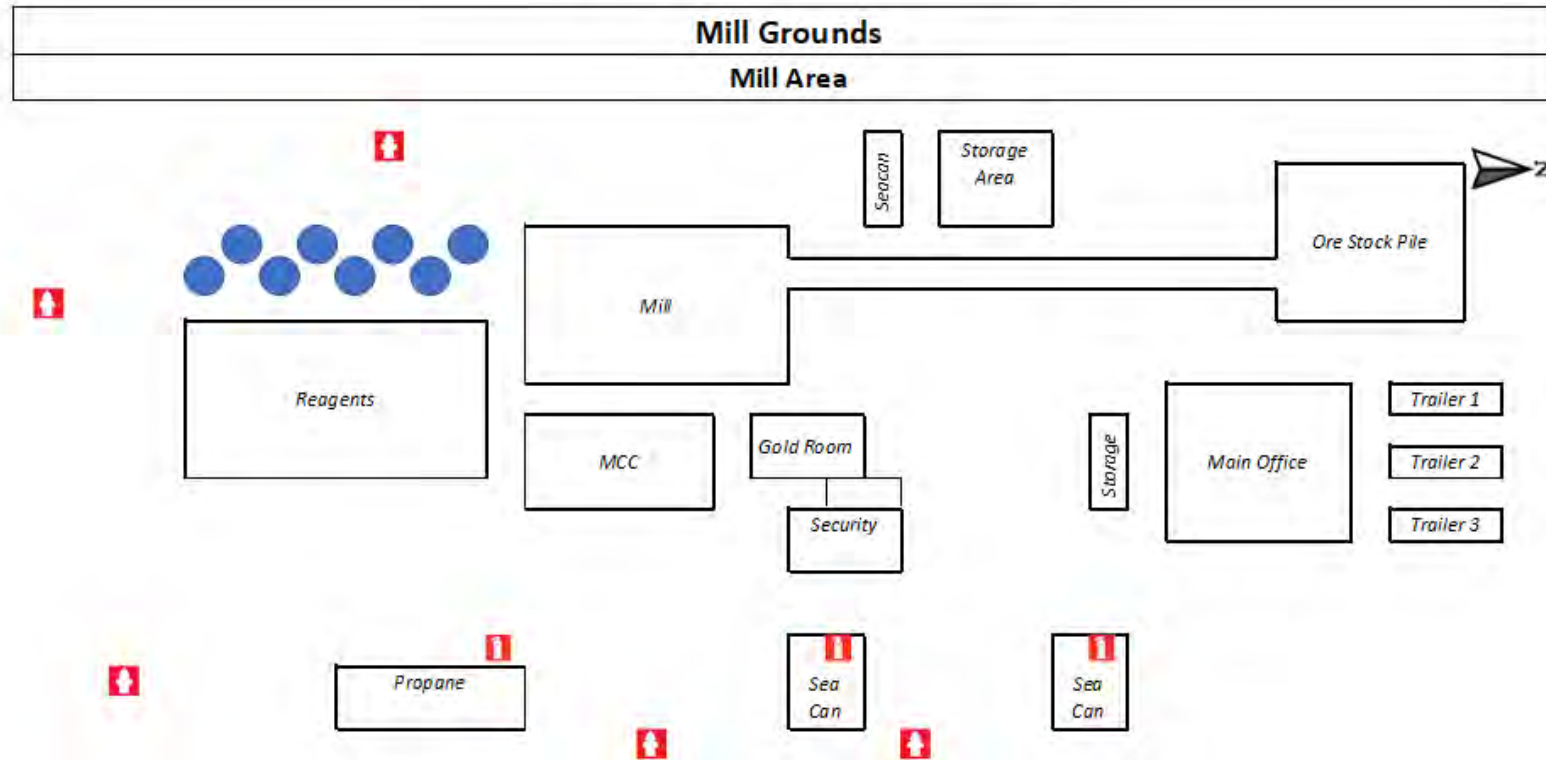 Mill Grounds
Mill Area
Seacan
Storage
Area
N
Ore Stock Pile
Mill
Reagents
MCC
Gold Room
Security
Storage
Main Office
Trailer 1
Trailer 2
Trailer 3
Propane
Sea
Can
Sea
Can